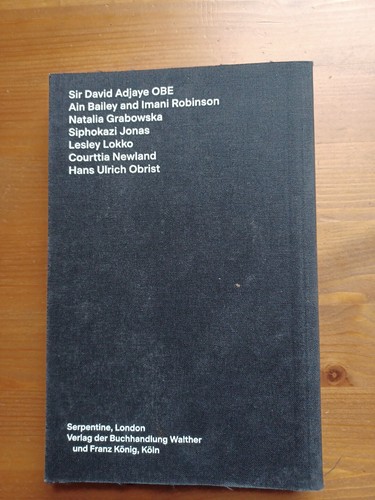 Sir David Adjaye OBE
Ain Bailey and Imani Robinson
Natalia Grabowska
Siphokazi Jonas
Lesley Lokko
Courttia Newland
Hans Ulrich Obrist
Serpentine, London
Verlag der Buchhandlung Walther
und Franz König, Köln